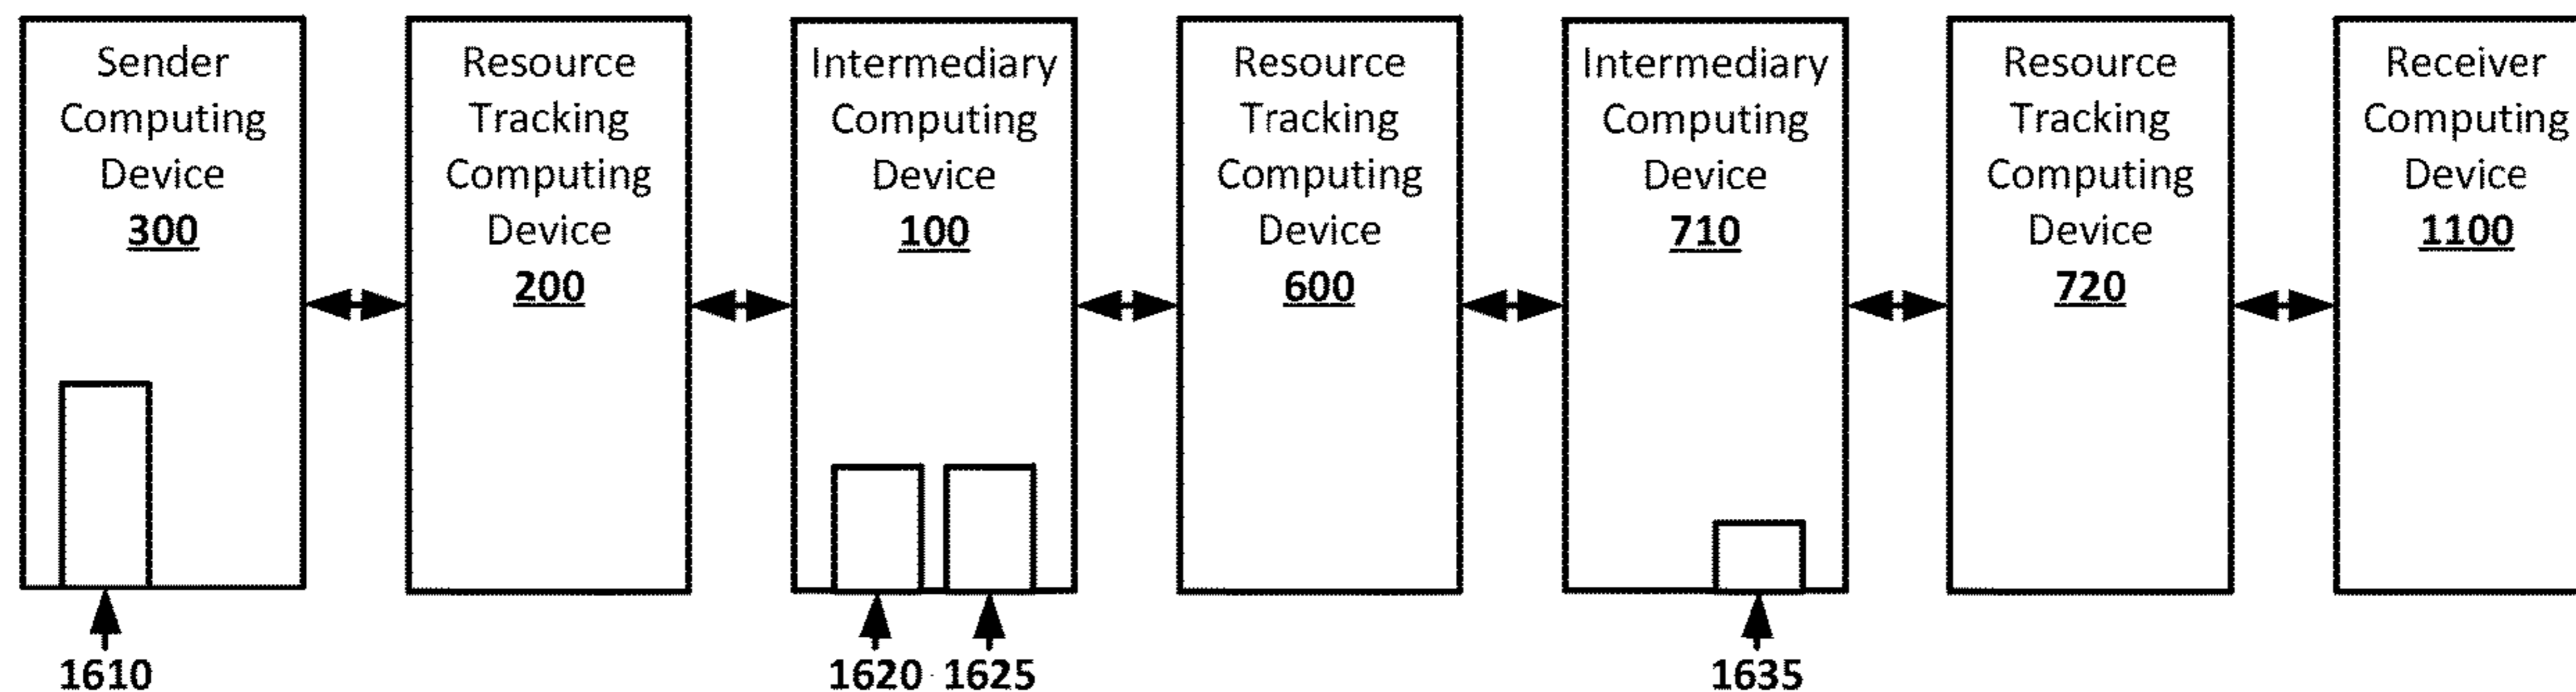 Sender
Computing
Device
300
Resource
Tracking
Computing
Device
200
Intermediary
Computing
Device
100
Resource
Tracking
Computing
Device
600
Intermediary
Computing
Device
710
Resource
Tracking
Computing
Device
720
Receiver
Computing
Device
1100
1610
1620
1625
1635